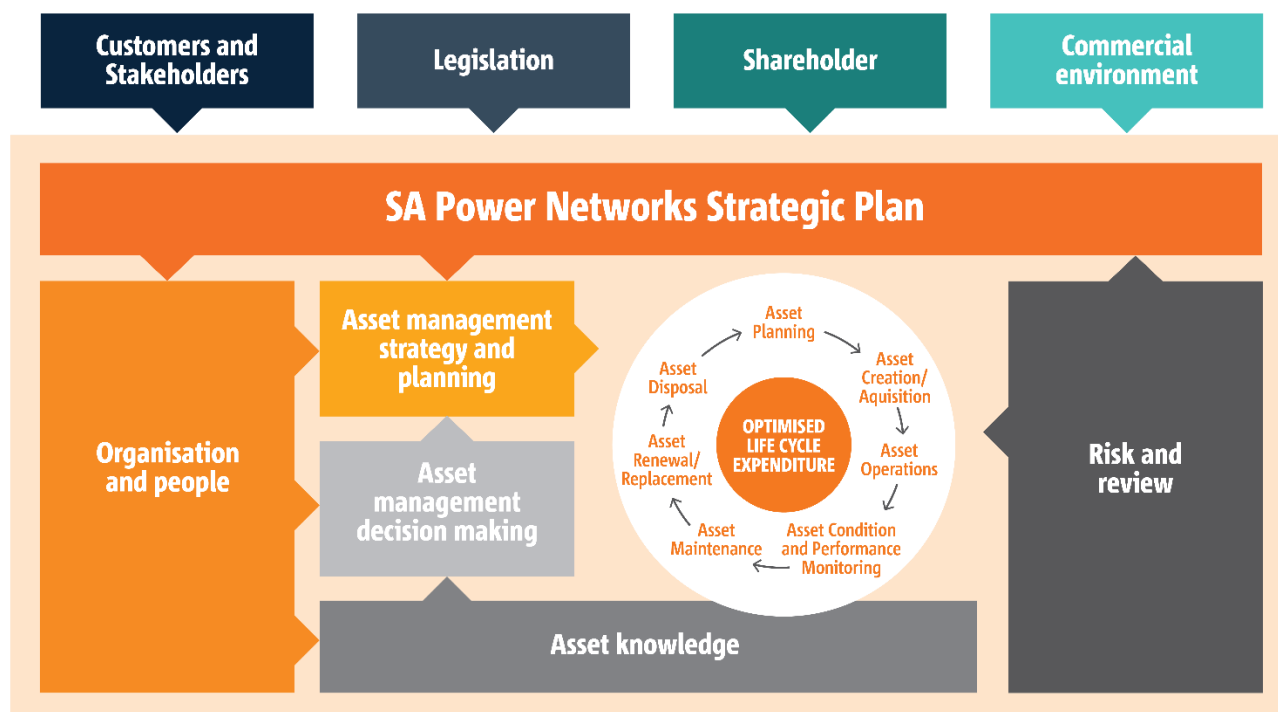 Customers and
Stakeholders
Legislation
Shareholder
Commercial
environment
SA Power Networks Strategic Plan
Organisation
and people
Asset management
strategy and
planning
Asset
management
decision making
Asset knowledge
Asset
Planning
Asset
Creation/
Aquisition
Asset
Operations
Asset Condition
and Performance
Monitoring
Asset
Maintenance
Asset
Renewal/
Replacement
Asset
Disposal
OPTIMISED
LIFE CYCLE
EXPENDITURE
Risk and
review